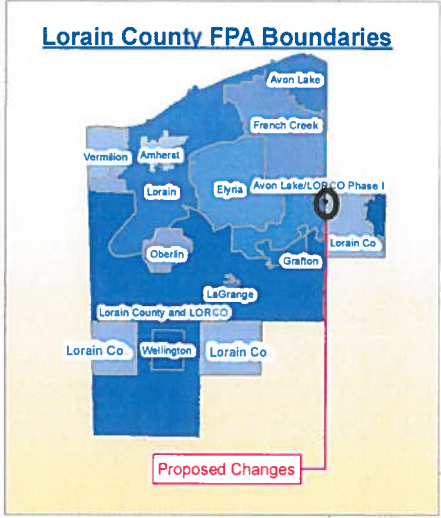 Lorain County FPA Boundaries
Avon Lake
French Creek
Vermilion
Amherst
Lorain
Elyria
Avon Lake/LORCO Phase I
Lorain Co
Oberlin
Grafton
LaGrange
Lorain County and LORCO
Lorain Co
Wellington
Lorain Co
Proposed Changes